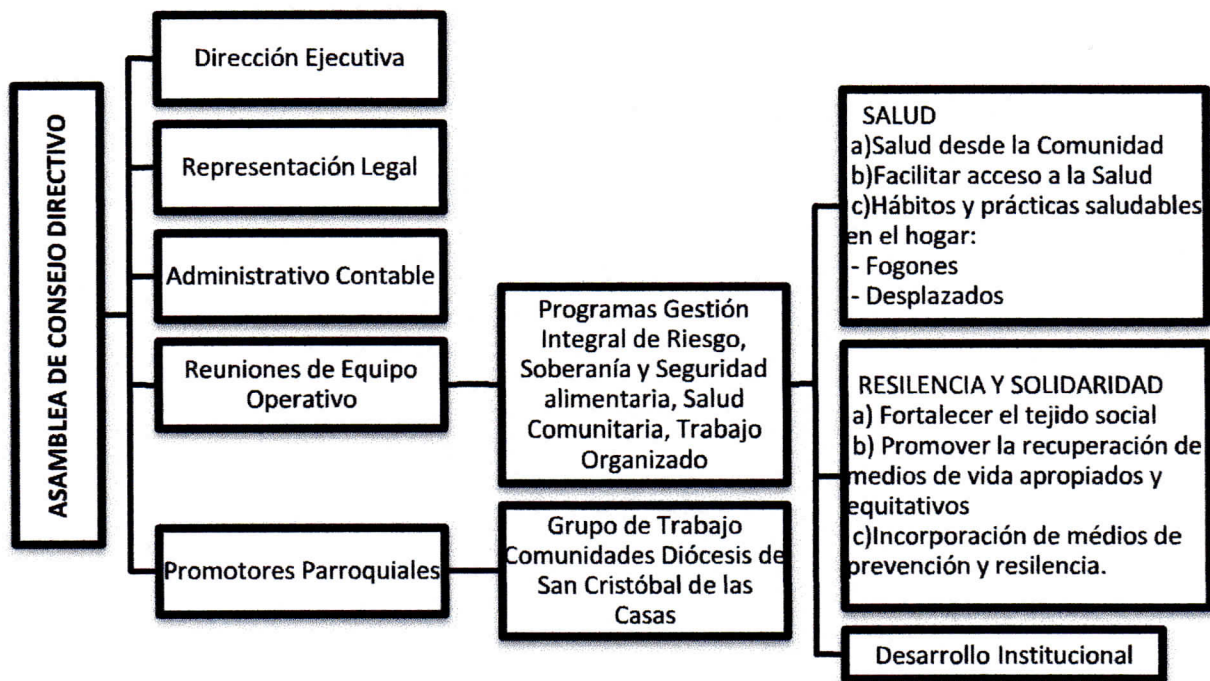 ASAMBLEA DE CONSEJO DIRECTIVO
Dirección Ejecutiva
Representación Legal
Administrativo Contable
Reuniones de Equipo
Operativo
Promotores Parroquiales
Programas Gestión
Integral de Riesgo,
Soberanía y Seguridad
alimentaria, Salud
Comunitaria, Trabajo
Organizado
Grupo de Trabajo
Comunidades Diócesis de
San Cristóbal de las
Casas
SALUD
a)Salud desde la Comunidad
b)Facilitar acceso a la Salud
c)Hábitos y prácticas saludables
en el hogar:
- Fogones
- Desplazados
RESILENCIA Y SOLIDARIDAD
a) Fortalecer el tejido social
b) Promover la recuperación de
medios de vida apropiados y
equitativos
c)Incorporación de médios de
prevención y resilencia.
Desarrollo Institucional